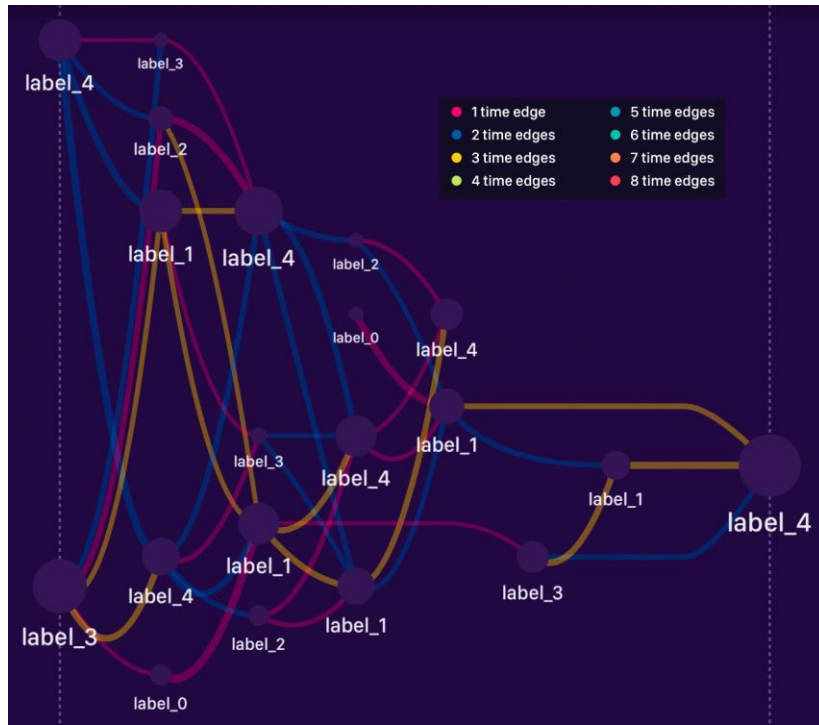 label_3
label_4
1 time edge
5 time edges
2 time edges
6 time edges
label_2
3 time edges
7 time edges
4 time edges
8 time edges
label_1
label_4
label_2
label_0
label_4
label_1
label_3
label_4
label_1
label_4
label_1
label_4
label_3
label_1
label_3
label_2
label_0